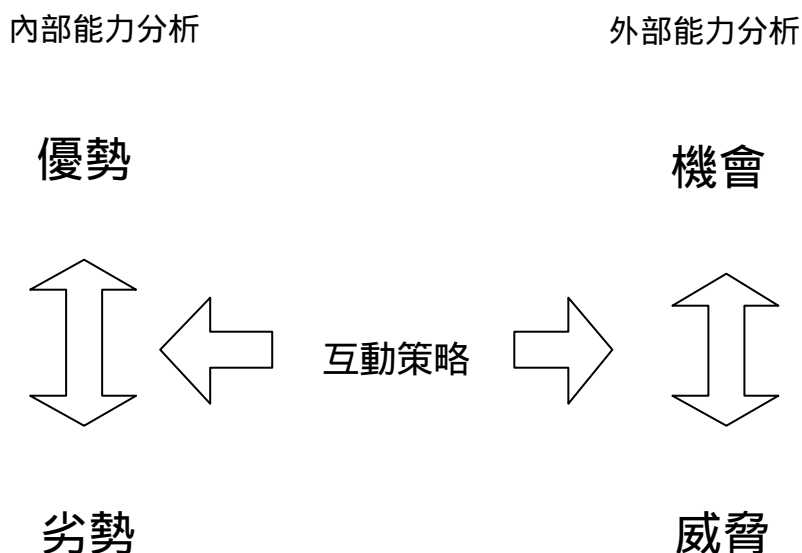 內部能力分析
外部能力分析
優勢
機會
互動策略
劣勢
威脅